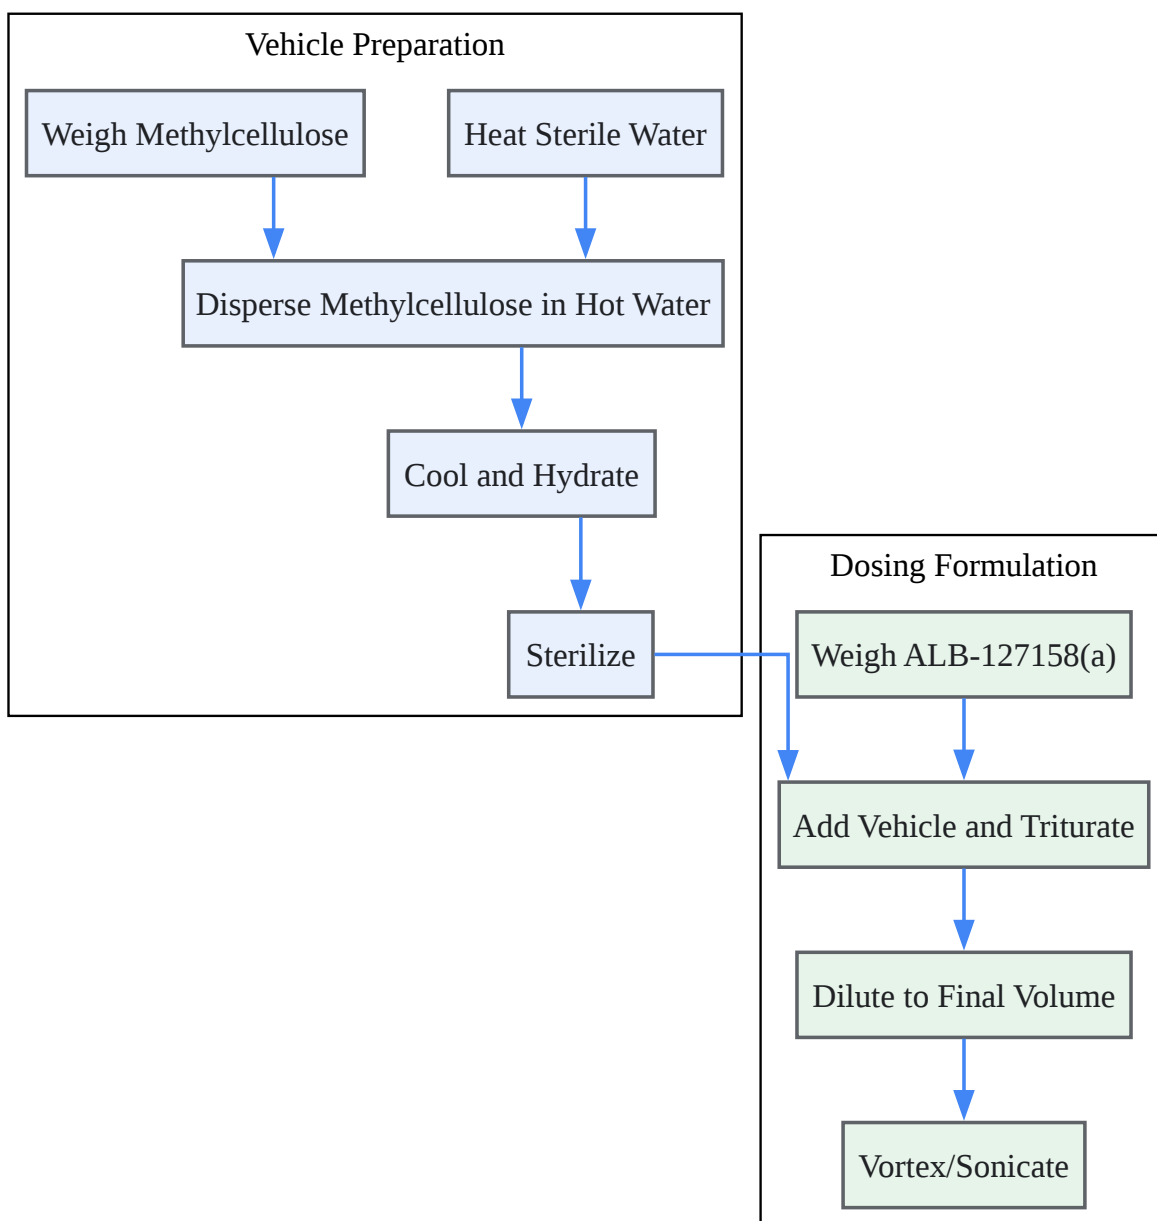 Vehicle Preparation
Weigh Methylcellulose
Heat Sterile Water
Disperse Methylcellulose in Hot Water
Cool and Hydrate
Sterilize
Dosing Formulation
Weigh ALB-127158(a)
Add Vehicle and Triturate
Dilute to Final Volume
Vortex/Sonicate